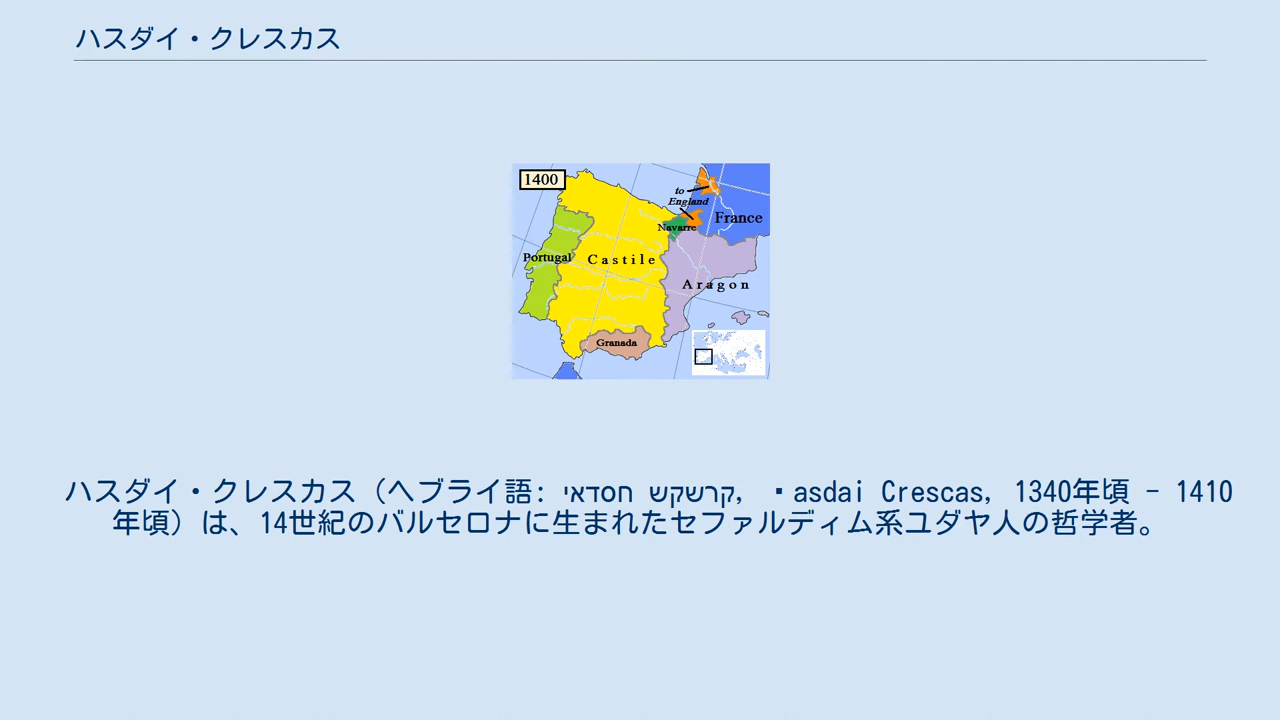 ハスダイ・クレスカス
1400
to
England
France
Navarre
Portugal
Castile
Aragon
Granada
ハスダイ・クレスカス（ヘブライ語: חסדאי קרשקש, ▪asdai Crescas, 1340年頃 - 1410
年頃）は、14世紀のバルセロナに生まれたセファルディム系ユダヤ人の哲学者。